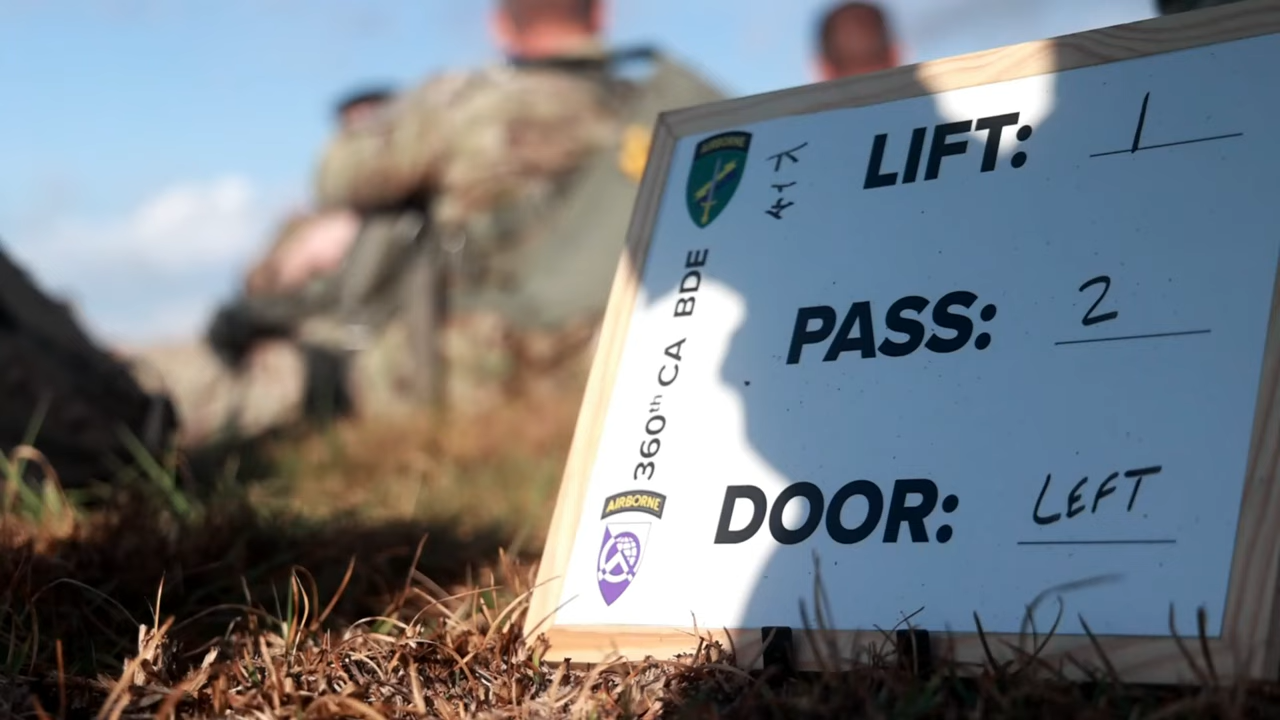 AIRBORNE
LIFT: 1
PASS: 2
DOOR: LEFT
360th CA BDE
AIRBORNE